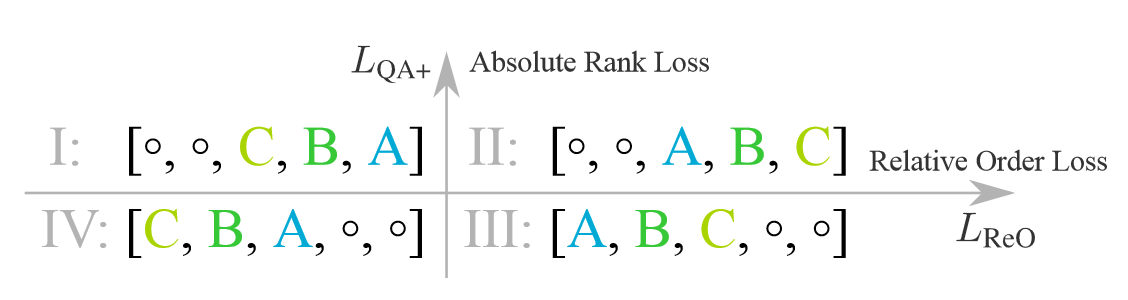 L_QA+ Absolute Rank Loss
I: [∘, ∘, C, B, A] II: [∘, ∘, A, B, C]
Relative Order Loss
IV: [C, B, A, ∘, ∘] III: [A, B, C, ∘, ∘]
L_ReO